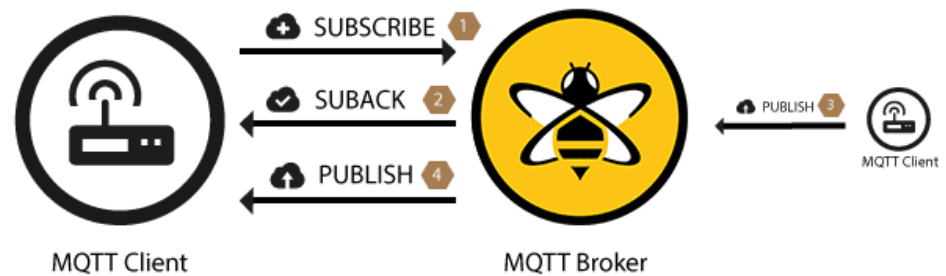 SUBSCRIBE 1
SUBACK 2
PUBLISH 3
PUBLISH 4
MQTT Client
MQTT Client
MQTT Broker